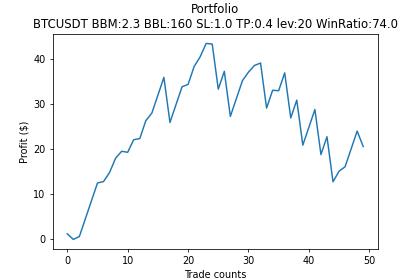 Portfolio
BTCUSDT BBM:2.3 BBL:160 SL:1.0 TP:0.4 lev:20 WinRatio:74.0
40
30
20
10
0
Profit ($)
0 10 20 30 40 50
Trade counts